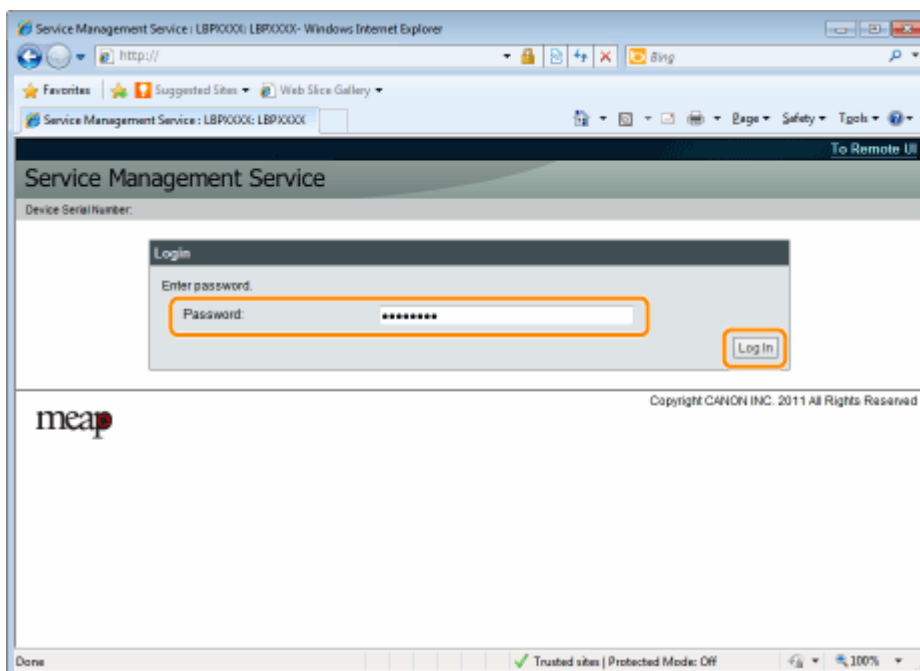 Service Management Service : LBPXXXX: LBPXXXX- Windows Internet Explorer
http://
Bing
Favorites Suggested Sites Web Slice Gallery
Service Management Service : LBPXXXX: LBPXXXX
Page Safety Tools
To Remote UI
Service Management Service
Device Serial Number:
Login
Enter password.
Password: ••••••••
Log In
Copyright CANON INC. 2011 All Rights Reserved
meap
Done Trusted sites | Protected Mode: Off 100%